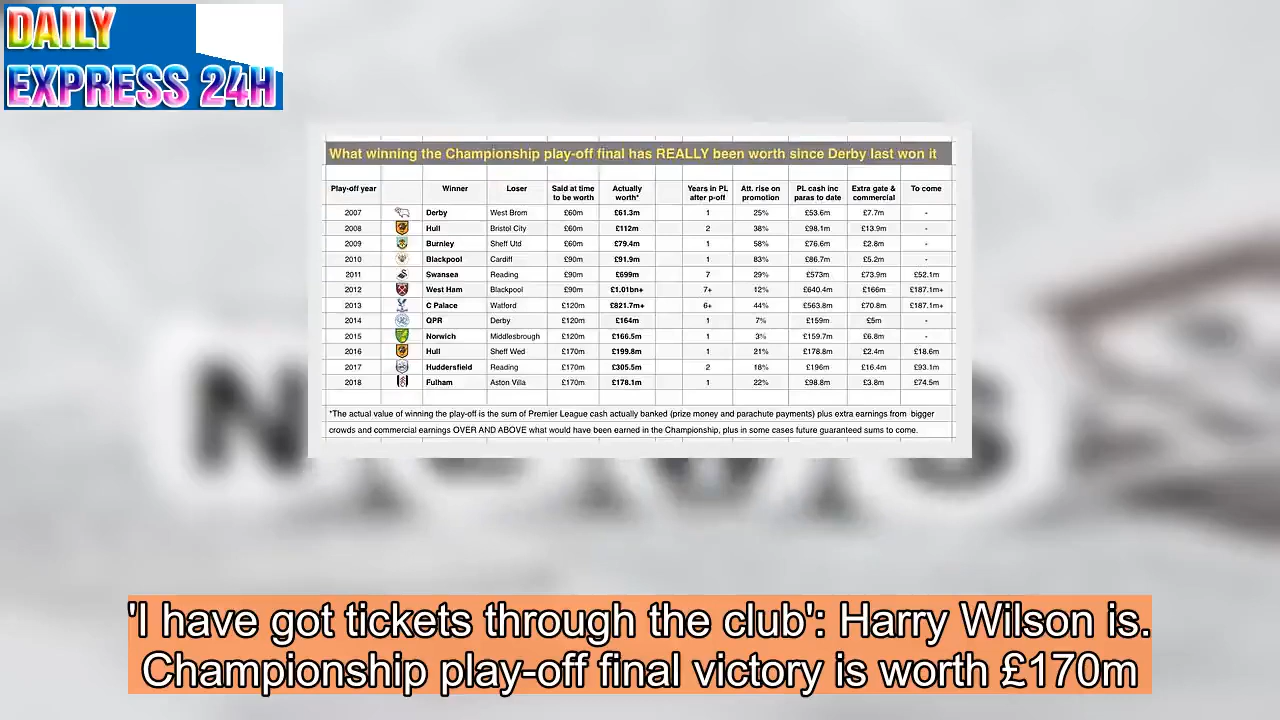 DAILY
EXPRESS 24H
What winning the Championship play-off final has REALLY been worth since Derby last won it
Play-off year Winner Loser Said at time to be worth Actually worth* Years in PL after p-off Att. rise on promotion PL cash inc paras to date Extra gate & commercial To come
2007 Derby West Brom £60m £61.3m 1 25% £53.6m £7.7m -
2008 Hull Bristol City £60m £112m 2 38% £98.1m £13.9m -
2009 Burnley Sheff Utd £60m £79.4m 1 58% £76.6m £2.8m -
2010 Blackpool Cardiff £90m £91.9m 1 83% £86.7m £5.2m -
2011 Swansea Reading £90m £699m 7 29% £573m £73.9m £52.1m
2012 West Ham Blackpool £90m £1.01bn+ 7+ 12% £640.4m £166m £187.1m+
2013 C Palace Watford £120m £821.7m+ 6+ 44% £563.8m £70.8m £187.1m+
2014 QPR Derby £120m £164m 1 7% £159m £5m -
2015 Norwich Middlesbrough £120m £166.5m 1 3% £159.7m £6.8m -
2016 Hull Sheff Wed £170m £199.8m 1 21% £178.8m £2.4m £18.6m
2017 Huddersfield Reading £170m £305.5m 2 18% £196m £16.4m £93.1m
2018 Fulham Aston Villa £170m £178.1m 1 22% £98.8m £3.8m £74.5m
*The actual value of winning the play-off is the sum of Premier League cash actually banked (prize money and parachute payments) plus extra earnings from bigger
crowds and commercial earnings OVER AND ABOVE what would have been earned in the Championship, plus in some cases future guaranteed sums to come.
'I have got tickets through the club': Harry Wilson is.
Championship play-off final victory is worth £170m